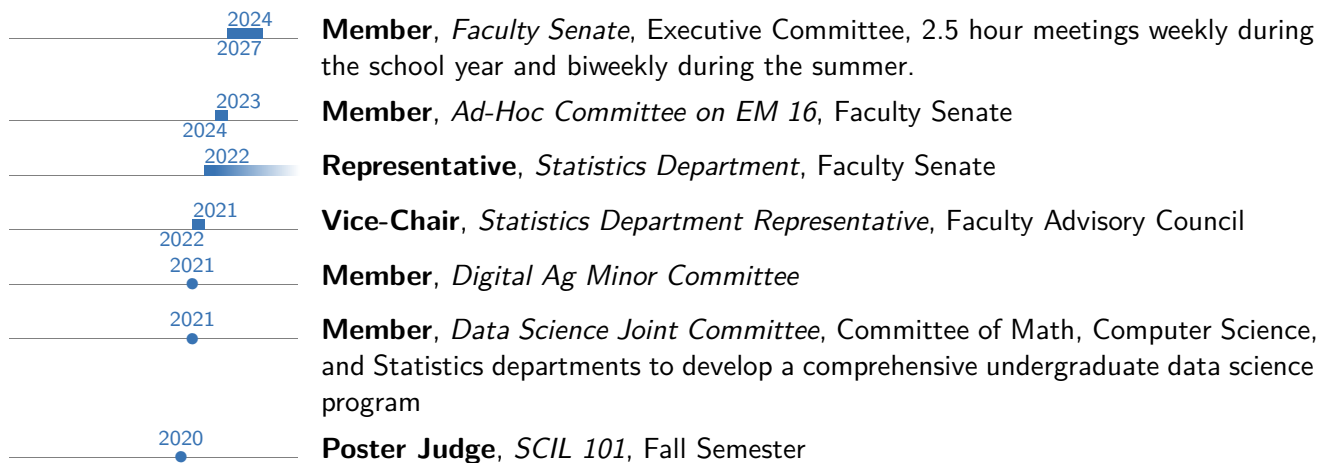 2024
2027
Member, Faculty Senate, Executive Committee, 2.5 hour meetings weekly during
the school year and biweekly during the summer.
2023
2024
Member, Ad-Hoc Committee on EM 16, Faculty Senate
2022
Representative, Statistics Department, Faculty Senate
2021
2022
Vice-Chair, Statistics Department Representative, Faculty Advisory Council
2021
Member, Digital Ag Minor Committee
2021
Member, Data Science Joint Committee, Committee of Math, Computer Science,
and Statistics departments to develop a comprehensive undergraduate data science
program
2020
Poster Judge, SCIL 101, Fall Semester